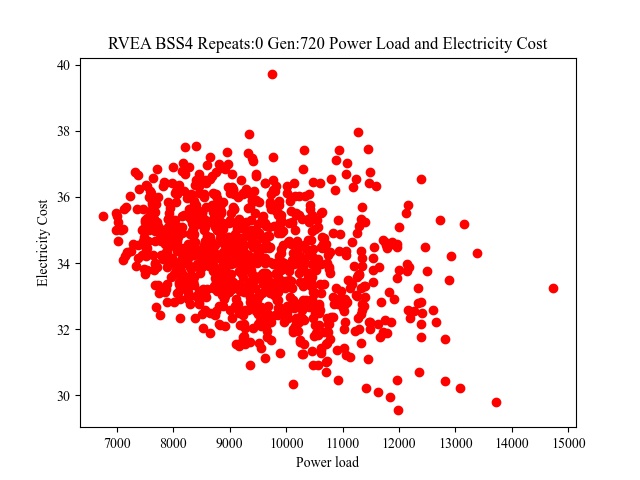 RVEA BSS4 Repeats:0 Gen:720 Power Load and Electricity Cost
40
38
36
34
32
30
Electricity Cost
7000 8000 9000 10000 11000 12000 13000 14000 15000
Power load